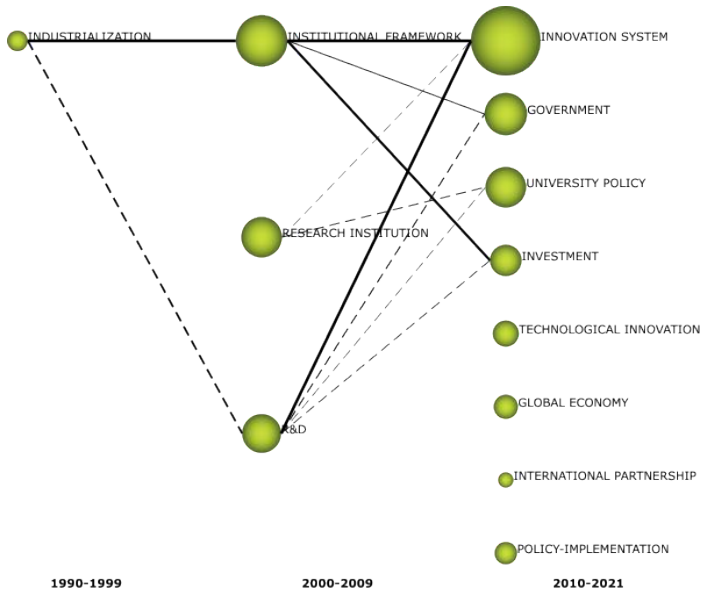 INDUSTRIALIZATION
INSTITUTIONAL FRAMEWORK
INNOVATION SYSTEM
GOVERNMENT
UNIVERSITY POLICY
RESEARCH INSTITUTION
INVESTMENT
TECHNOLOGICAL INNOVATION
GLOBAL ECONOMY
R&D
INTERNATIONAL PARTNERSHIP
POLICY-IMPLEMENTATION
1990-1999
2000-2009
2010-2021